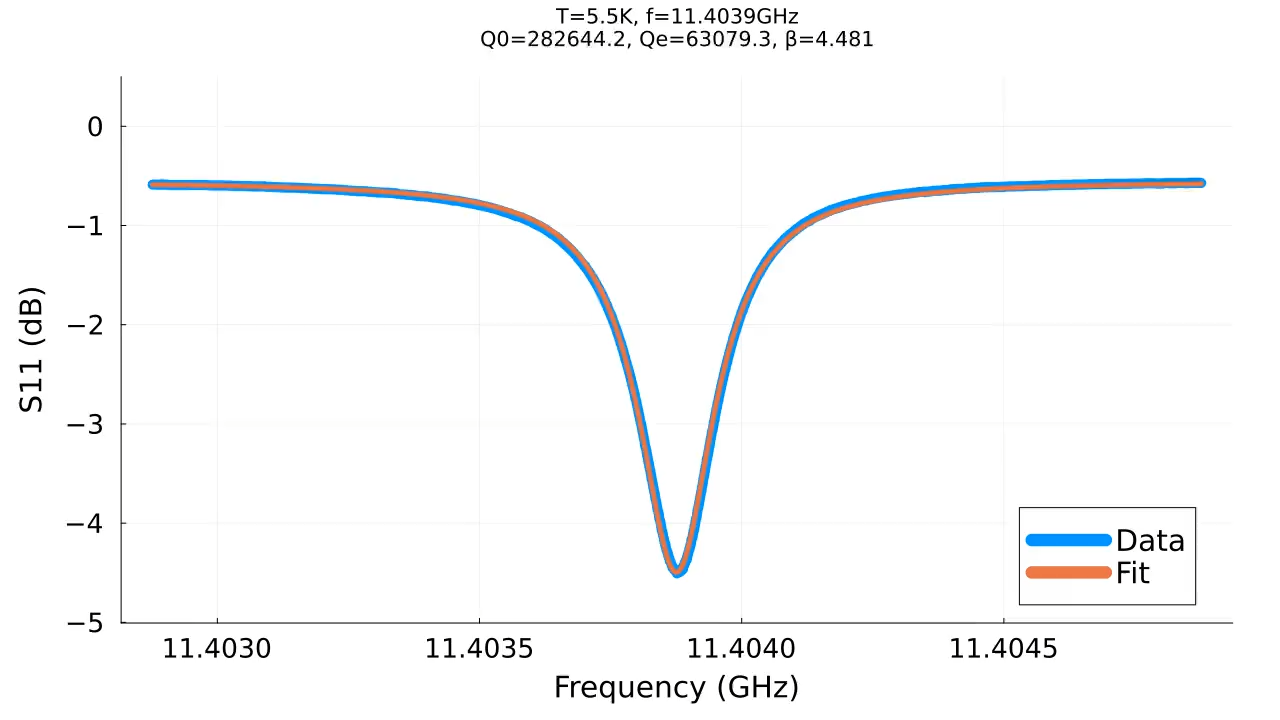 T=5.5K, f=11.4039GHz
Q0=282644.2, Qe=63079.3, β=4.481
S11 (dB)
0
−1
−2
−3
−4
−5
11.4030
11.4035
11.4040
11.4045
Frequency (GHz)
Data
Fit